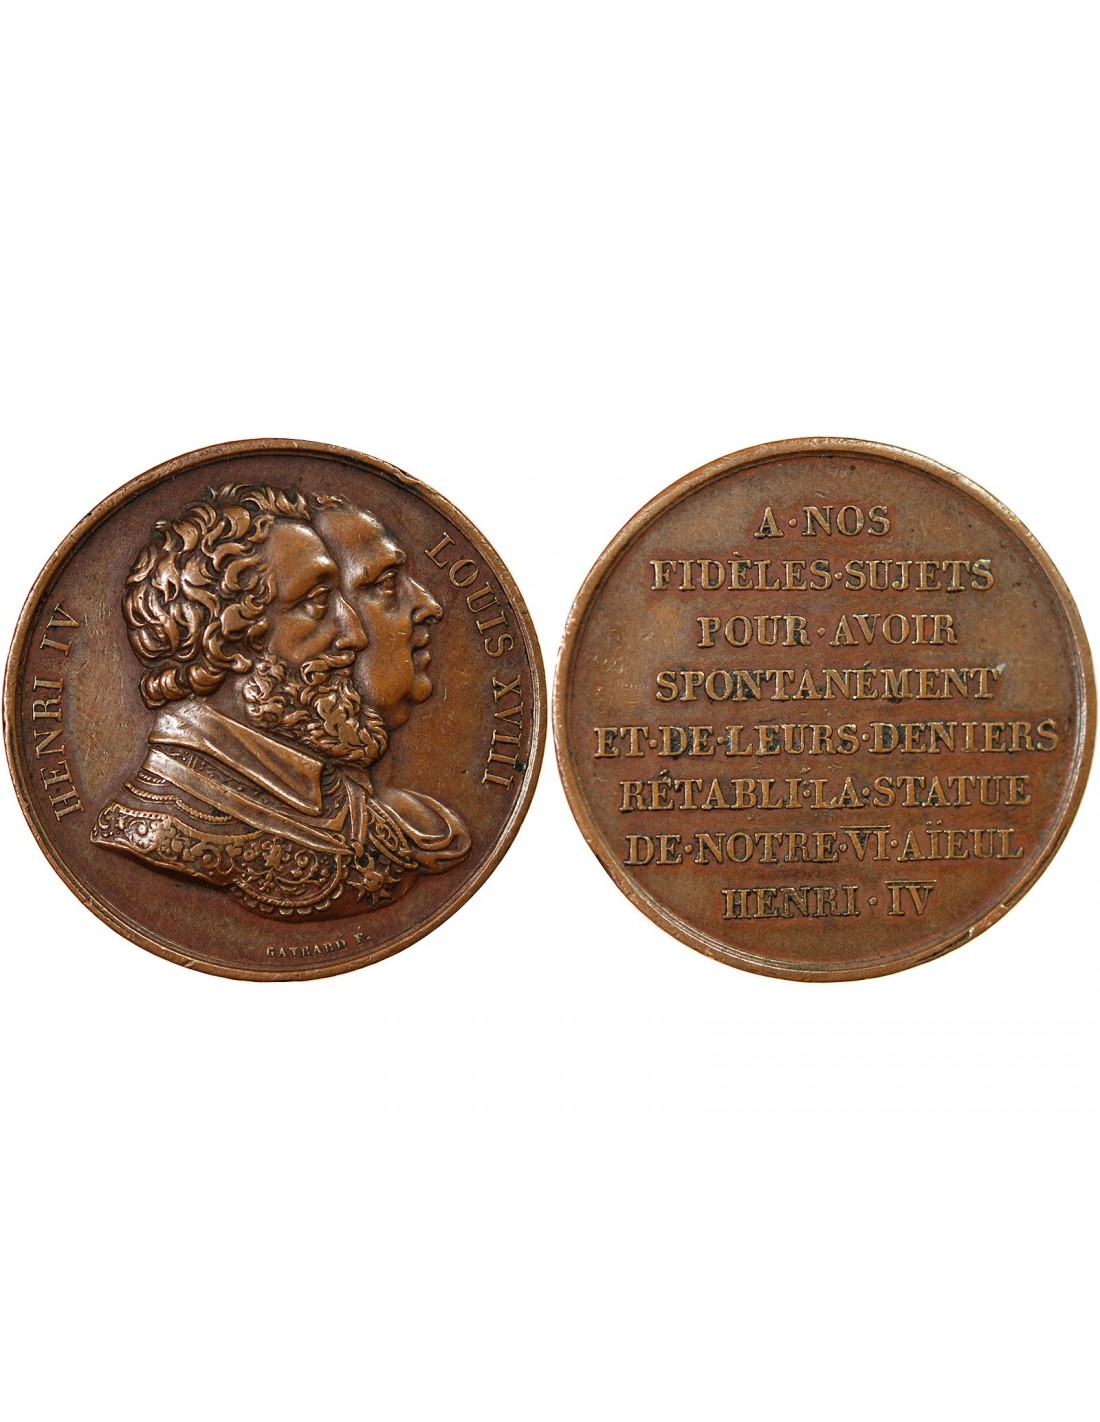 HENRI IV
LOUIS XVIII
GAYRARD F.
A·NOS
FIDÈLES·SUJETS
POUR·AVOIR
SPONTANÉMENT
ET·DE·LEURS·DENIERS
RÉTABLI·LA·STATUE
DE·NOTRE·VI·AÏEUL
HENRI·IV